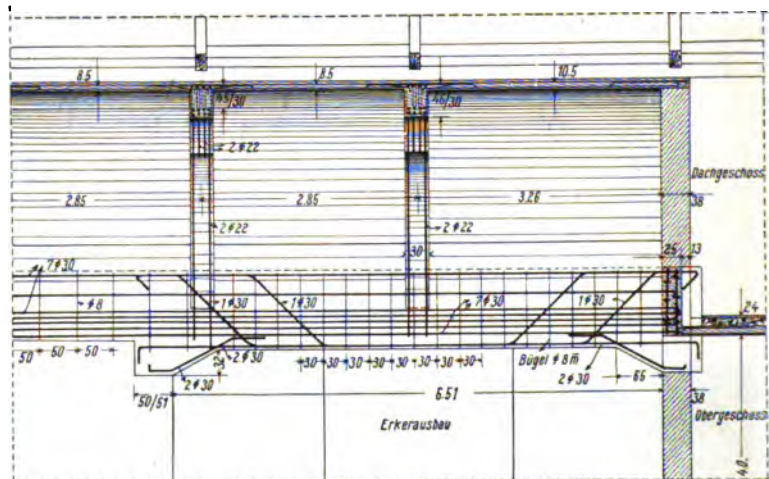 8.5 8.5 10.5
45/30 46/30
2 ϕ 22
2.85 2.85 3.26
Dachgeschoss
38
2 ϕ 22 30 2 ϕ 22
25 13
7 ϕ 30 ϕ 8 1 ϕ 30 1 ϕ 30 7 ϕ 30 1 ϕ 30
24
50 50 50 2 ϕ 30 30 30 30 30 30 30 30 Bügel ϕ 8 m
32
2 ϕ 30 2 ϕ 30 65
50/51 6.51 38
Obergeschoss
Erkerausbau
40.